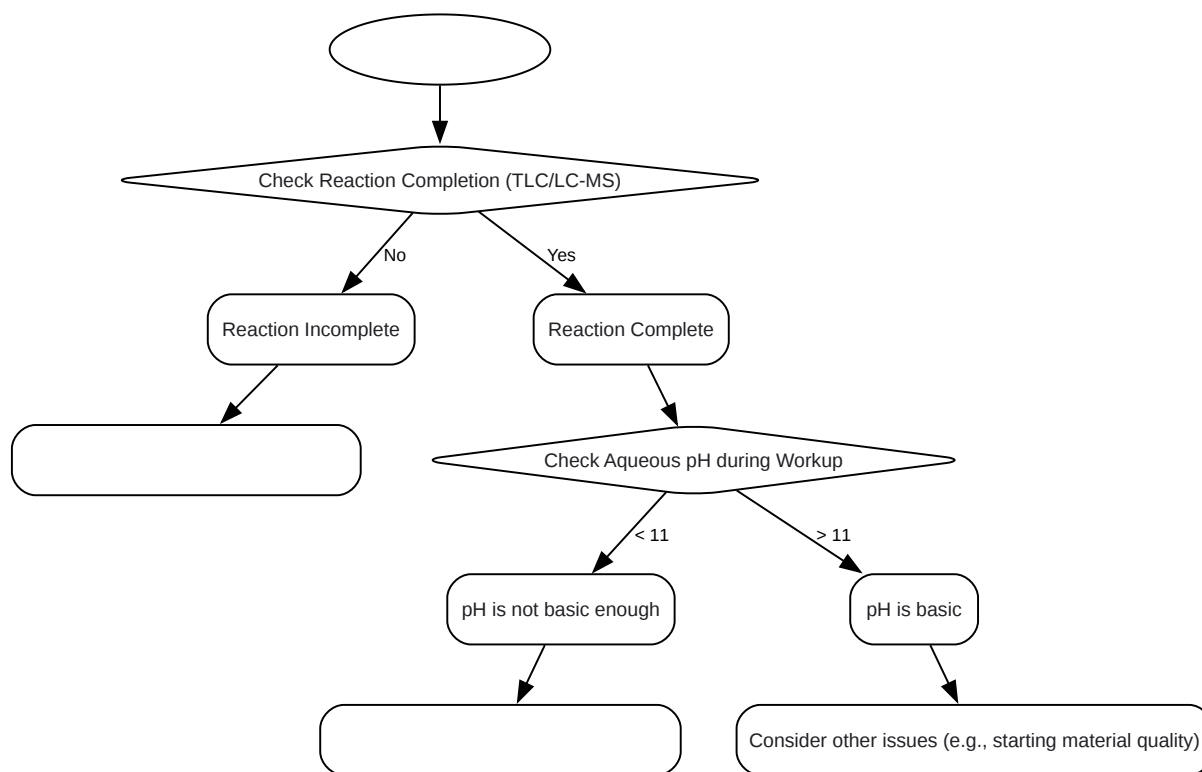 Check Reaction Completion (TLC/LC-MS)
No
Yes
Reaction Incomplete
Reaction Complete
Check Aqueous pH during Workup
< 11
> 11
pH is not basic enough
pH is basic
Consider other issues (e.g., starting material quality)